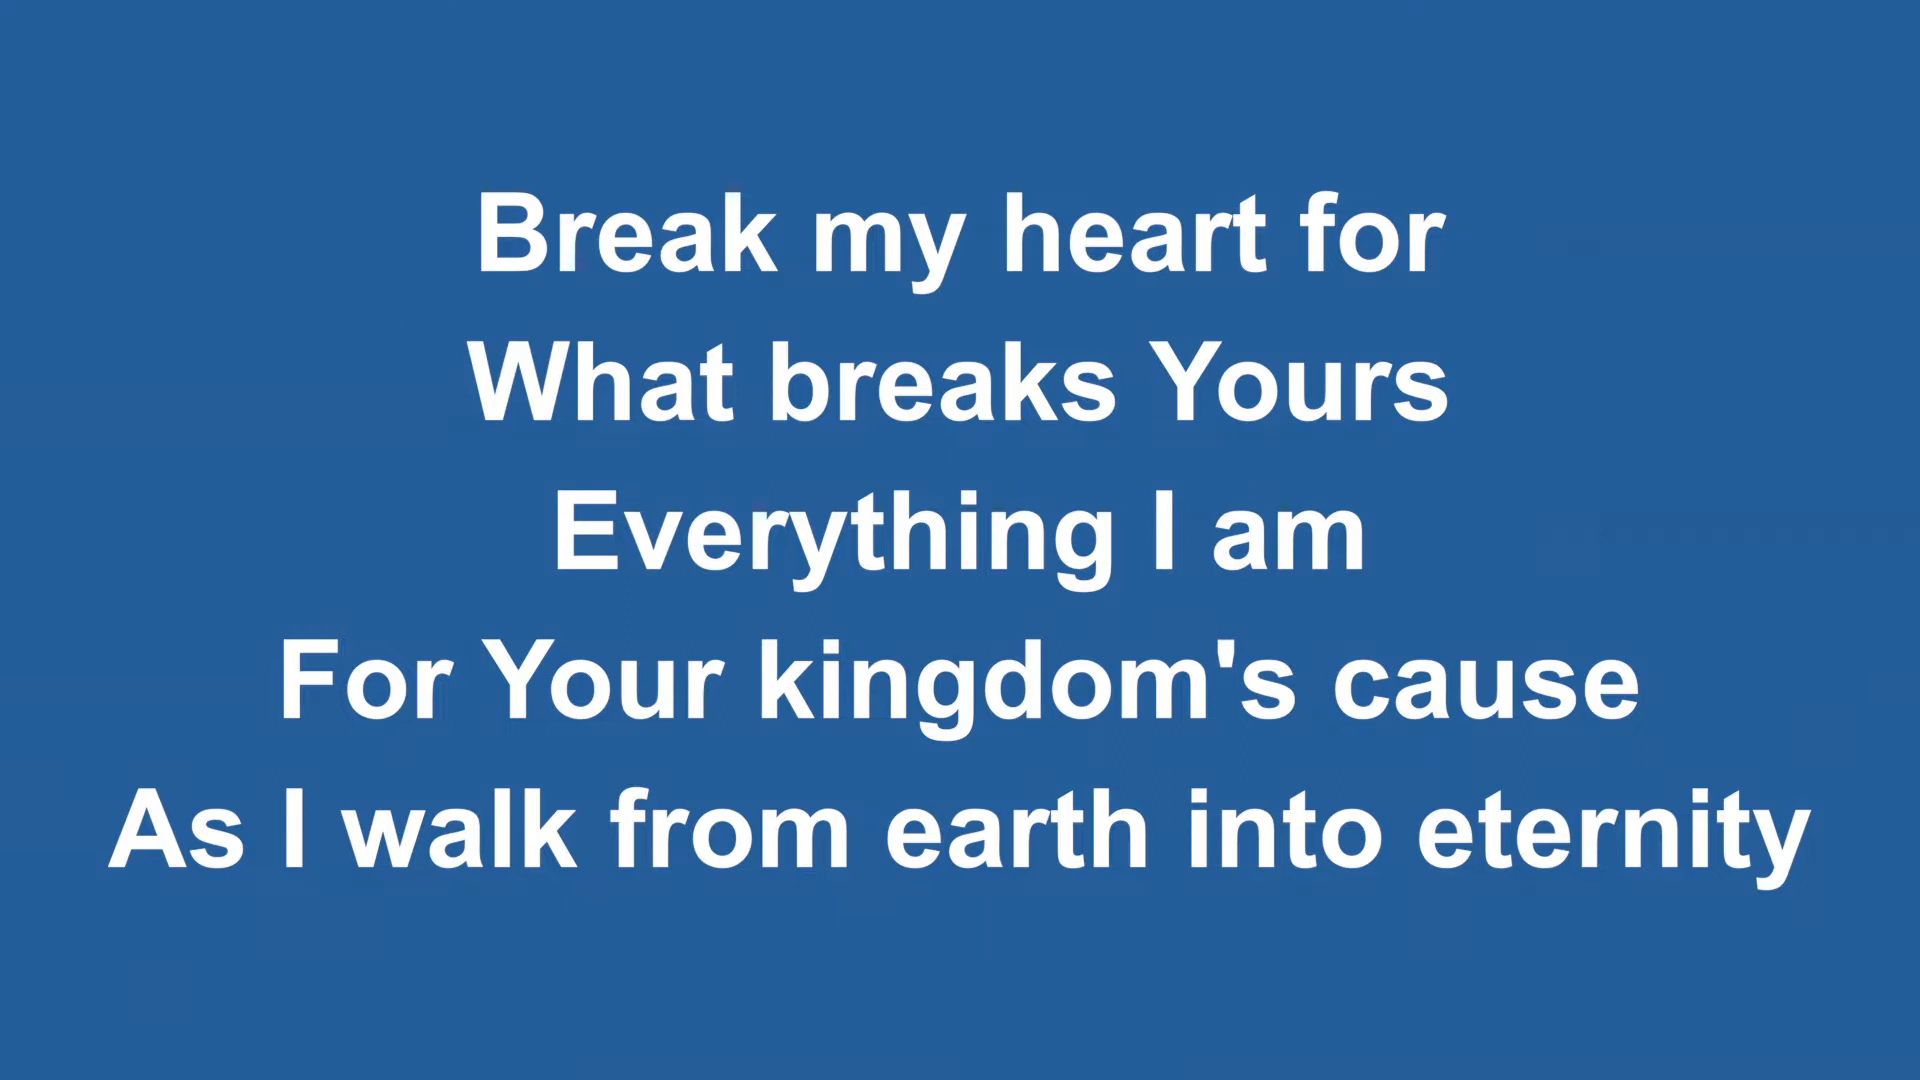 Break my heart for
What breaks Yours
Everything I am
For Your kingdom's cause
As I walk from earth into eternity